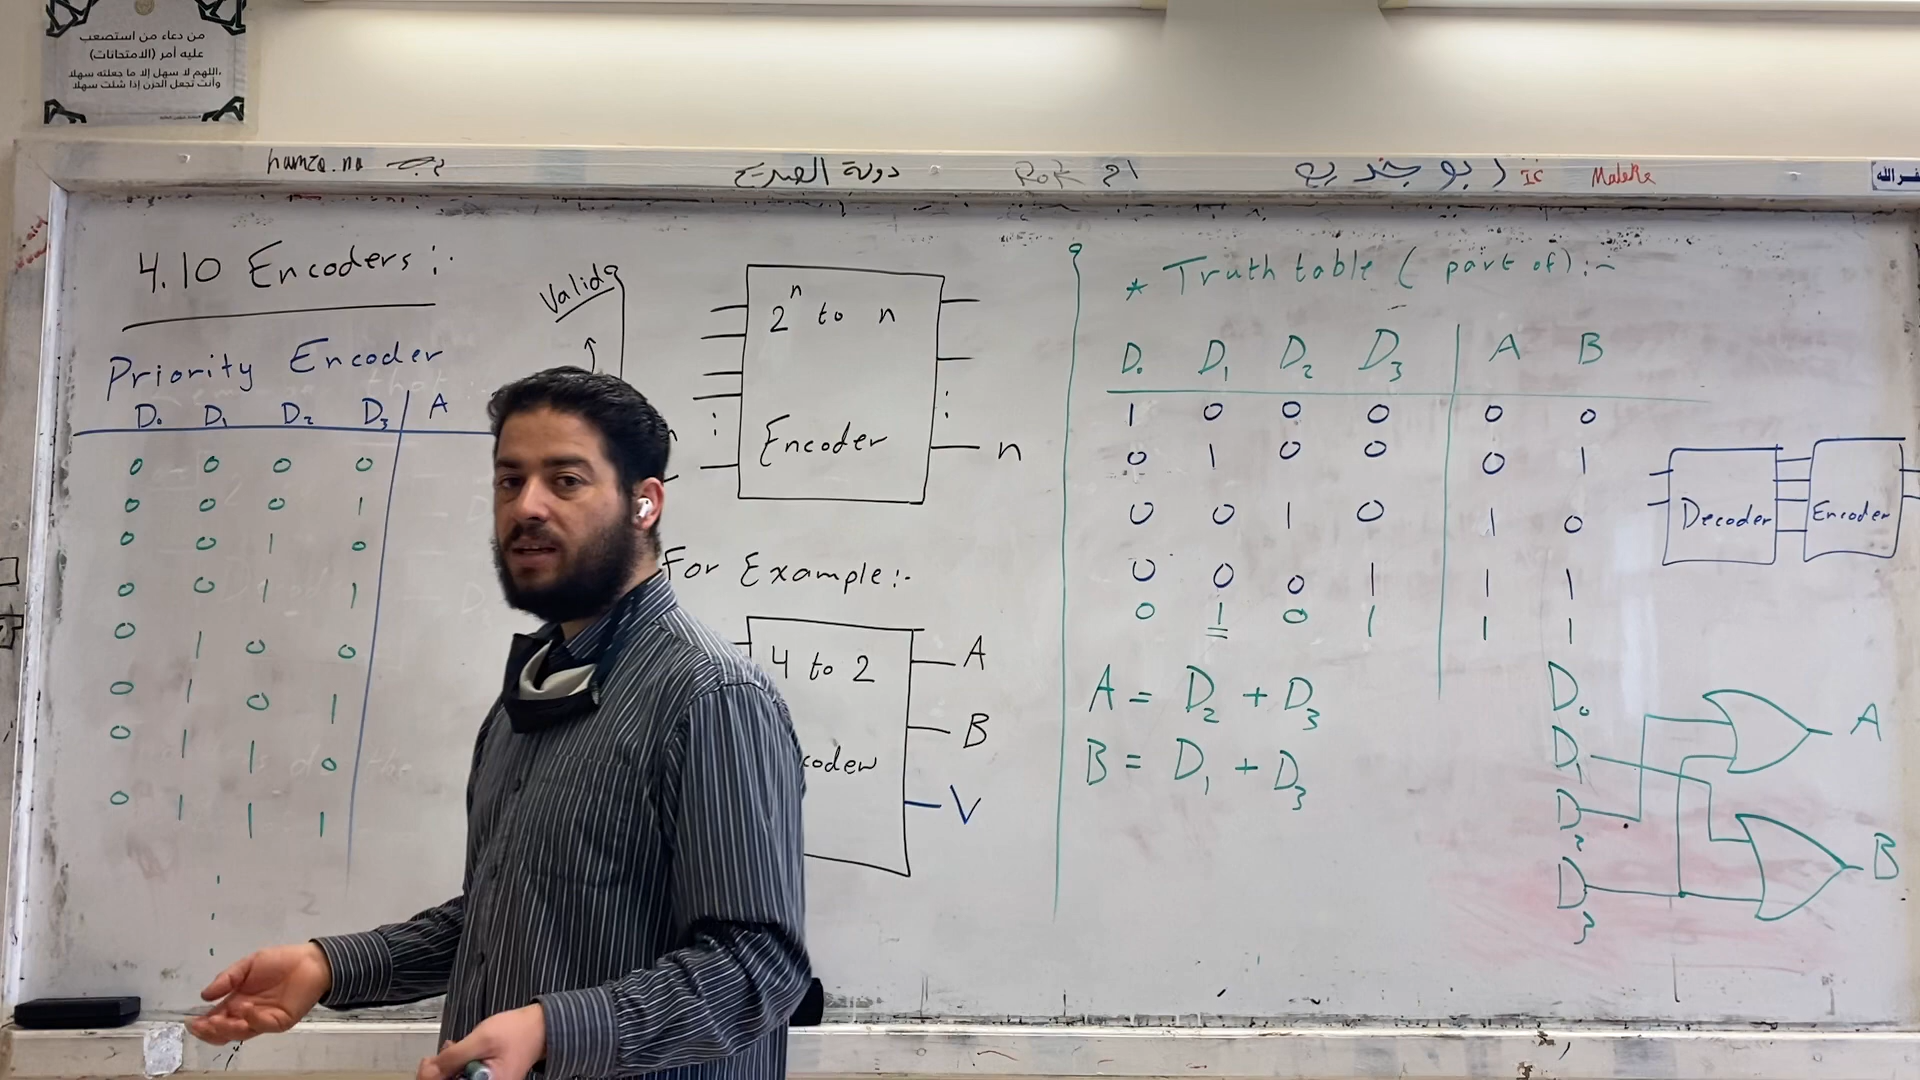 من دعاء من استصعب
عليه أمر (الامتحانات)
اللهم لا سهل إلا ما جعلته سهلا،
وأنت تجعل الحزن إذا شئت سهلا
hamza.na
دولة
ابو
IC
Maleke
4.10 Encoders:
Valid
Priority Encoder
D₀ D₁ D₂ D₃ A
0 0 0 0
0 0 0 1
0 0 1 0
0 0 1 1
0 1 0 0
0 1 0 1
0 1 1 0
0 1 1 1
2ⁿ to n
Encoder
n
For Example:-
4 to 2
coder
A
B
V
* Truth table (part of):-
D₀ D₁ D₂ D₃ A B
1 0 0 0 0 0
0 1 0 0 0 1
0 0 1 0 1 0
0 0 0 1 1 1
0 1 0 1 1 1
A = D₂ + D₃
B = D₁ + D₃
Decoder
Encoder
D₀
D₁
D₂
D₃
A
B